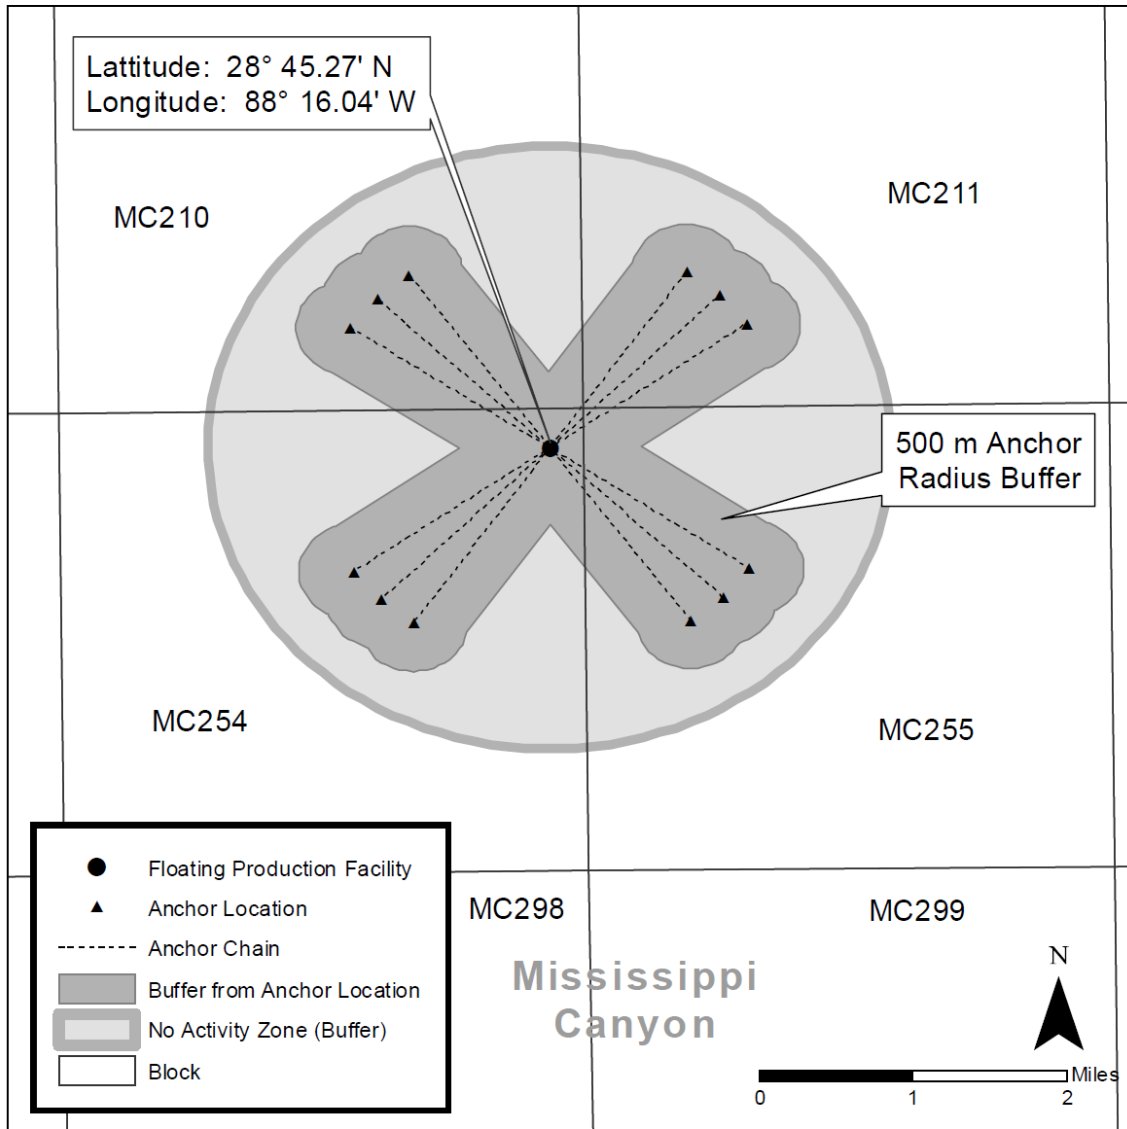 Lattitude: 28° 45.27' N
Longitude: 88° 16.04' W
MC210
MC211
500 m Anchor
Radius Buffer
MC254
MC255
Floating Production Facility
Anchor Location
Anchor Chain
Buffer from Anchor Location
No Activity Zone (Buffer)
Block
MC298
MC299
Mississippi
Canyon
N
Miles
0 1 2